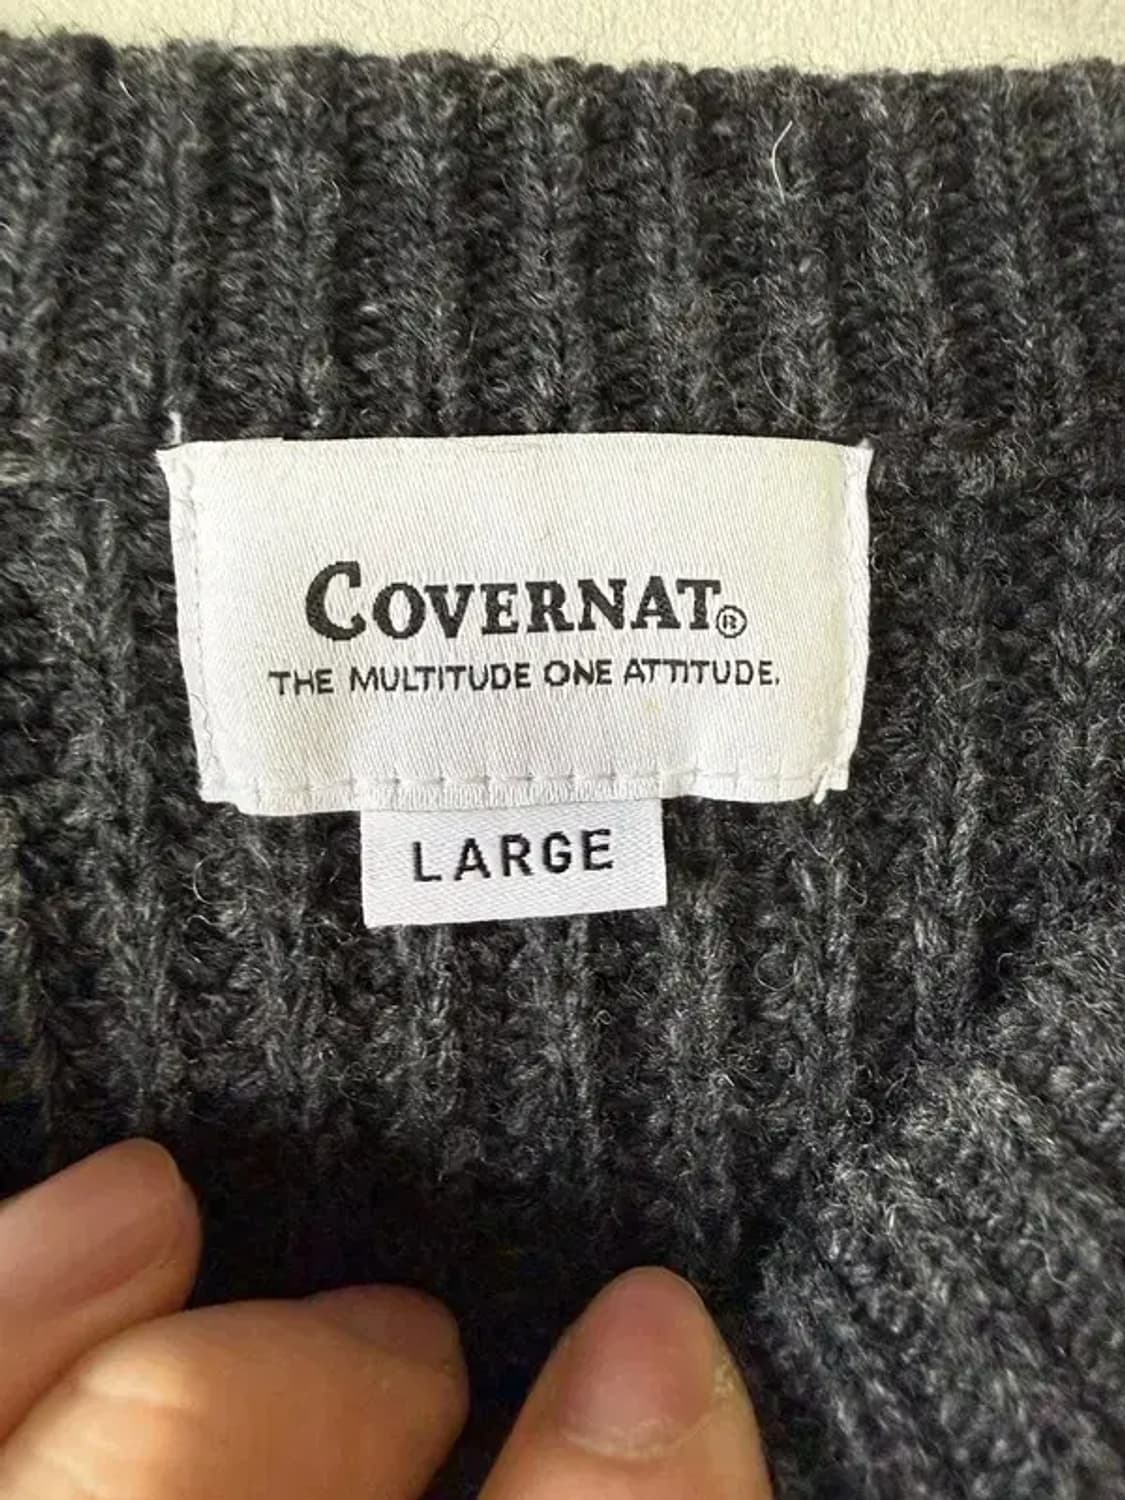 COVERNAT®
THE MULTITUDE ONE ATTITUDE.
LARGE